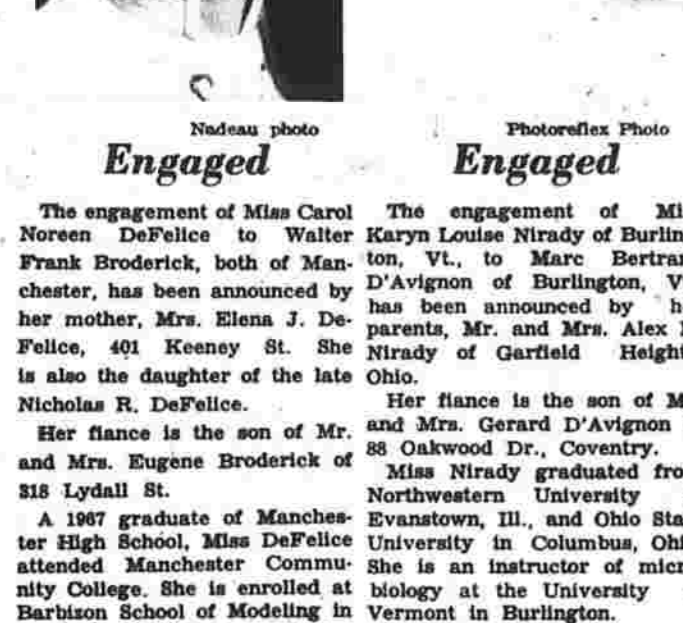 Nadeau photo
Engaged
The engagement of Miss Carol
Noreen DeFelice to Walter
Frank Broderick, both of Man-
chester, has been announced by
her mother, Mrs. Elena J. De-
Felice, 401 Keeney St. She
is also the daughter of the late
Nicholas R. DeFelice.
Her fiance is the son of Mr.
and Mrs. Eugene Broderick of
318 Lydall St.
A 1967 graduate of Manches-
ter High School, Miss DeFelice
attended Manchester Commu-
nity College. She is enrolled at
Barbizon School of Modeling in
Photoreflex Photo
Engaged
The engagement of
Karyn Louise Nirady of
ton, Vt., to Marc
D'Avignon of Burlington,
has been announced by
parents, Mr. and Mrs. Alex
Nirady of Garfield
Ohio.
Her fiance is the son of
and Mrs. Gerard D'Avignon
88 Oakwood Dr., Coventry.
Miss Nirady graduated
Northwestern University
Evanstown, Ill., and Ohio
University in Columbus,
She is an instructor of
biology at the University
Vermont in Burlington.